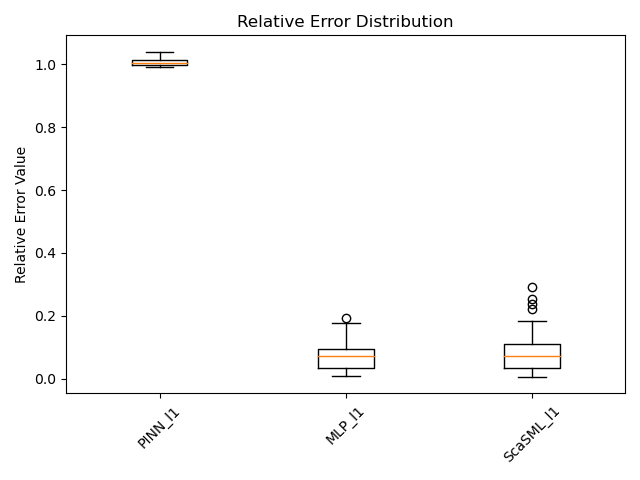 Relative Error Distribution
Relative Error Value
1.0
0.8
0.6
0.4
0.2
0.0
PINN_l1
MLP_l1
ScaSML_l1